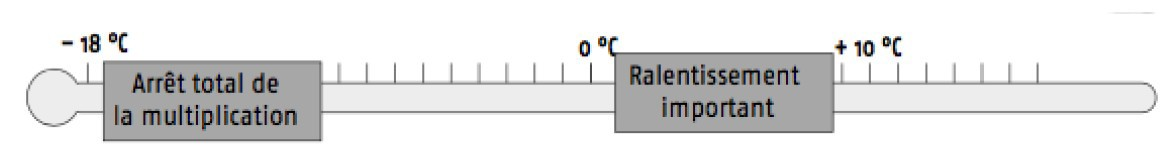 – 18 °C
0 °C
+ 10 °C
Arrêt total de
la multiplication
Ralentissement
important